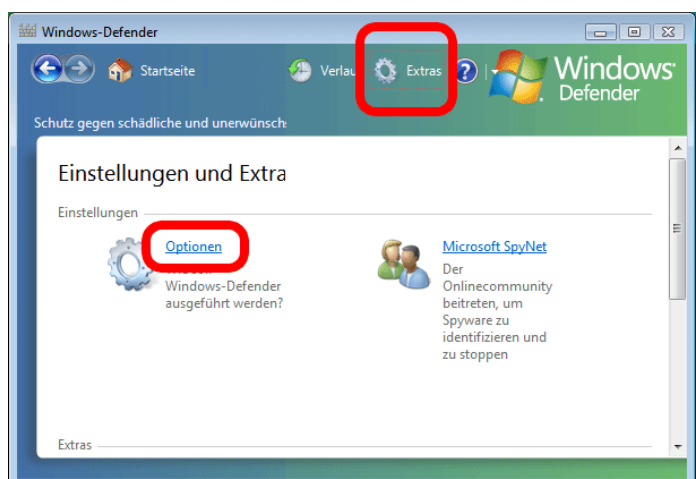 Windows-Defender
Startseite
Verlau
Extras
?
Windows
Defender
Schutz gegen schädliche und unerwünsch
Einstellungen und Extra
Einstellungen
Optionen
Windows-Defender
ausgeführt werden?
Microsoft SpyNet
Der
Onlinecommunity
beitreten, um
Spyware zu
identifizieren und
zu stoppen
Extras